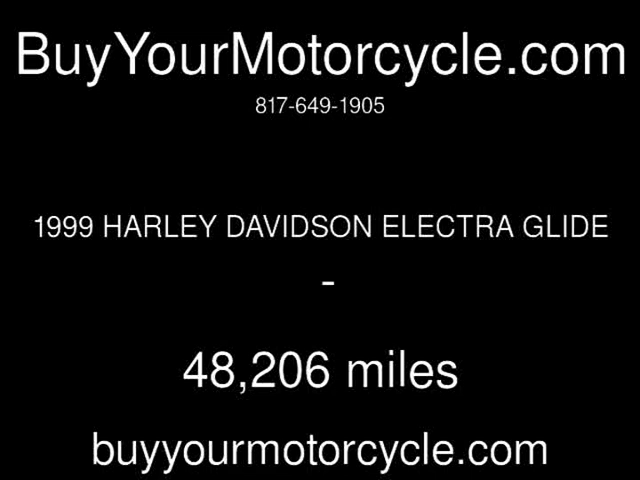 BuyYourMotorcycle.com
817-649-1905
1999 HARLEY DAVIDSON ELECTRA GLIDE
-
48,206 miles
buyyourmotorcycle.com